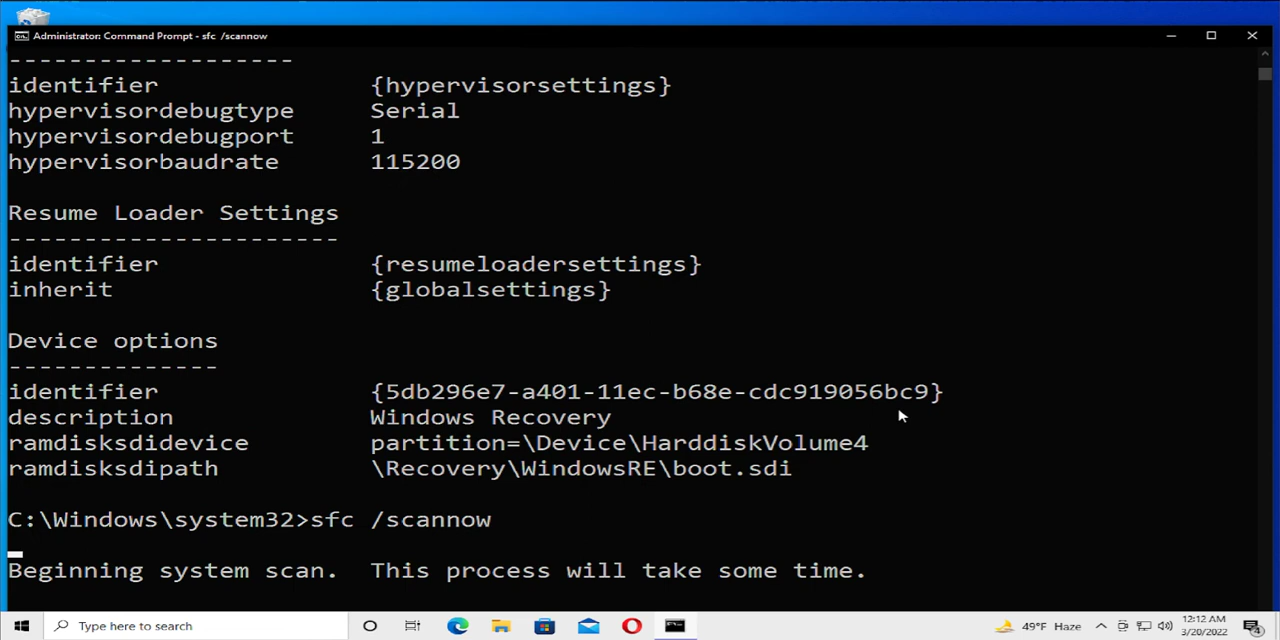 Administrator: Command Prompt - sfc  /scannow
-------------------
identifier              {hypervisorsettings}
hypervisordebugtype     Serial
hypervisordebugport     1
hypervisorbaudrate      115200
Resume Loader Settings
----------------------
identifier              {resumeloadersettings}
inherit                 {globalsettings}
Device options
--------------
identifier              {5db296e7-a401-11ec-b68e-cdc919056bc9}
description             Windows Recovery
ramdisksdidevice        partition=\Device\HarddiskVolume4
ramdisksdipath          \Recovery\WindowsRE\boot.sdi
C:\Windows\system32>sfc /scannow
Beginning system scan.  This process will take some time.
Type here to search
49°F Haze
12:12 AM
3/20/2022
4